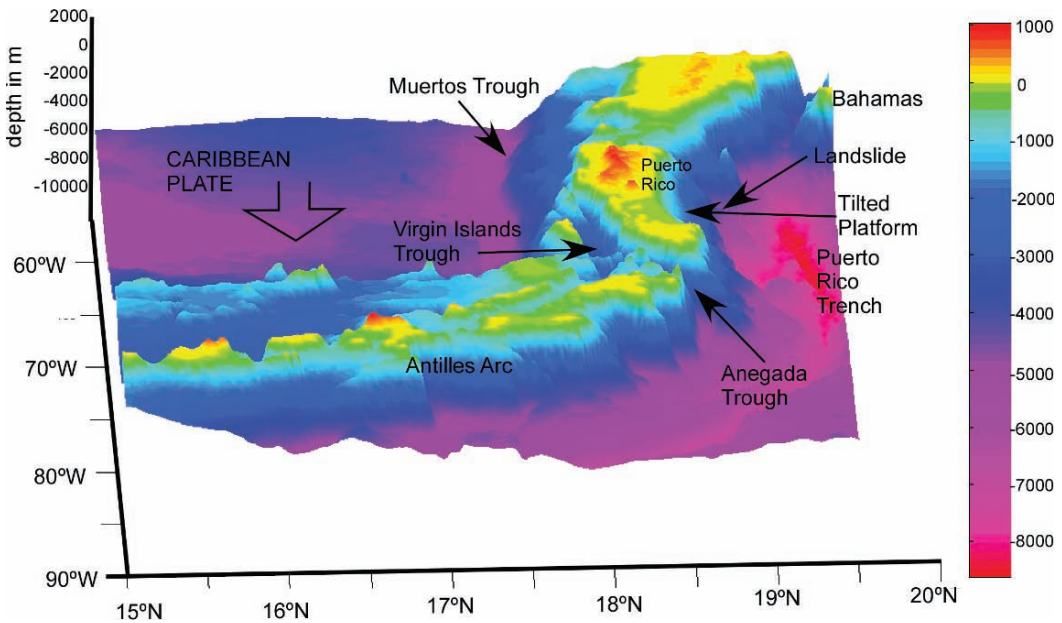 2000
0
-2000
-4000
-6000
-8000
-10000
depth in m
60ºW
70ºW
80ºW
90ºW
15ºN
16ºN
17ºN
18ºN
19ºN
20ºN
Muertos Trough
CARIBBEAN
PLATE
Virgin Islands
Trough
Antilles Arc
Puerto
Rico
Bahamas
Landslide
Tilted
Platform
Puerto
Rico
Trench
Anegada
Trough
1000
0
-1000
-2000
-3000
-4000
-5000
-6000
-7000
-8000